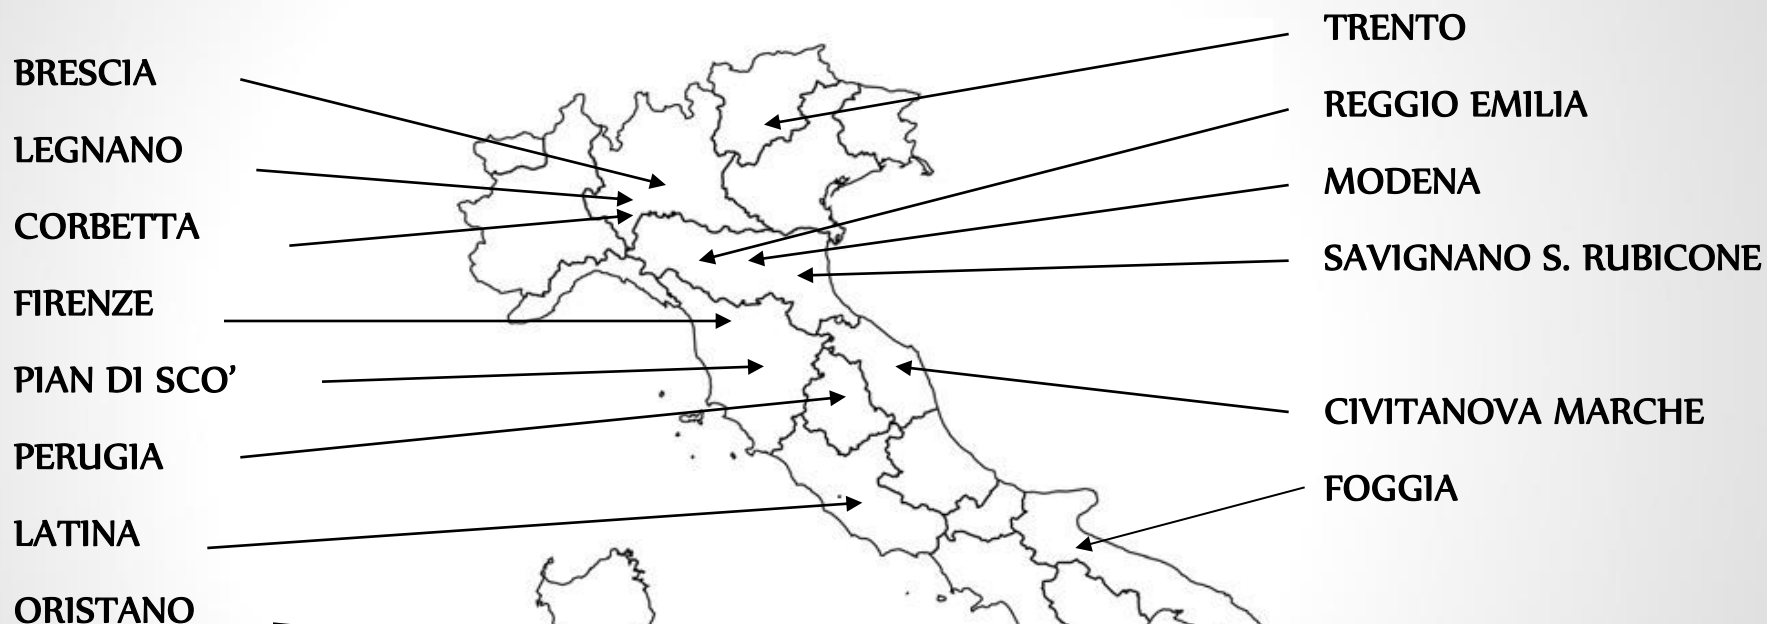 BRESCIA
LEGNANO
CORBETTA
FIRENZE
PIAN DI SCO’
PERUGIA
LATINA
ORISTANO
TRENTO
REGGIO EMILIA
MODENA
SAVIGNANO S. RUBICONE
CIVITANOVA MARCHE
FOGGIA